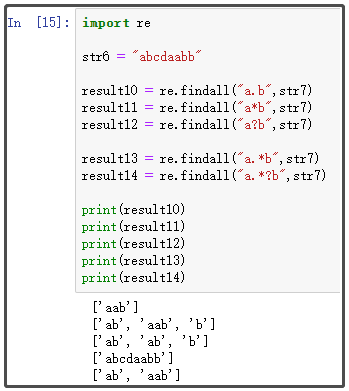 In [15]: import re
str6 = "abcdaabb"
result10 = re.findall("a.b",str7)
result11 = re.findall("a*b",str7)
result12 = re.findall("a?b",str7)
result13 = re.findall("a.*b",str7)
result14 = re.findall("a.*?b",str7)
print(result10)
print(result11)
print(result12)
print(result13)
print(result14)
['aab']
['ab', 'aab', 'b']
['ab', 'ab', 'b']
['abcdaabb']
['ab', 'aab']